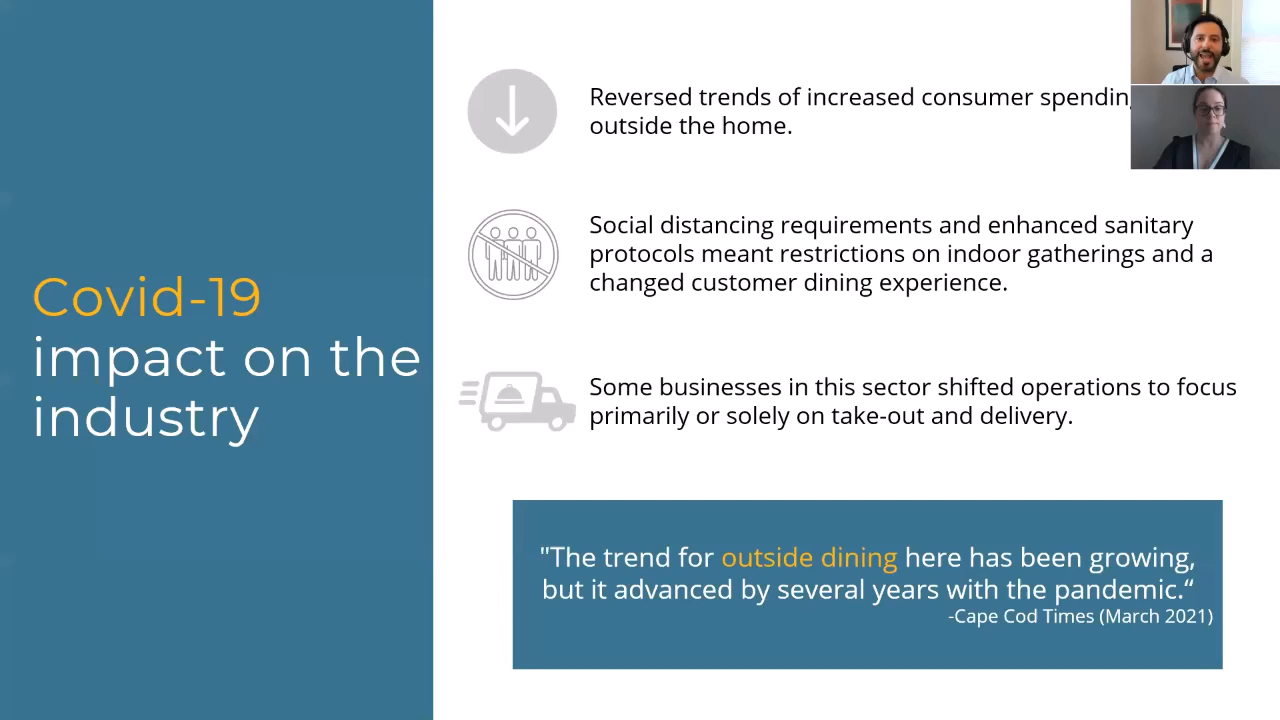 Covid-19
impact on the
industry
Reversed trends of increased consumer spending
outside the home.
Social distancing requirements and enhanced sanitary
protocols meant restrictions on indoor gatherings and a
changed customer dining experience.
Some businesses in this sector shifted operations to focus
primarily or solely on take-out and delivery.
"The trend for outside dining here has been growing,
but it advanced by several years with the pandemic.“
-Cape Cod Times (March 2021)